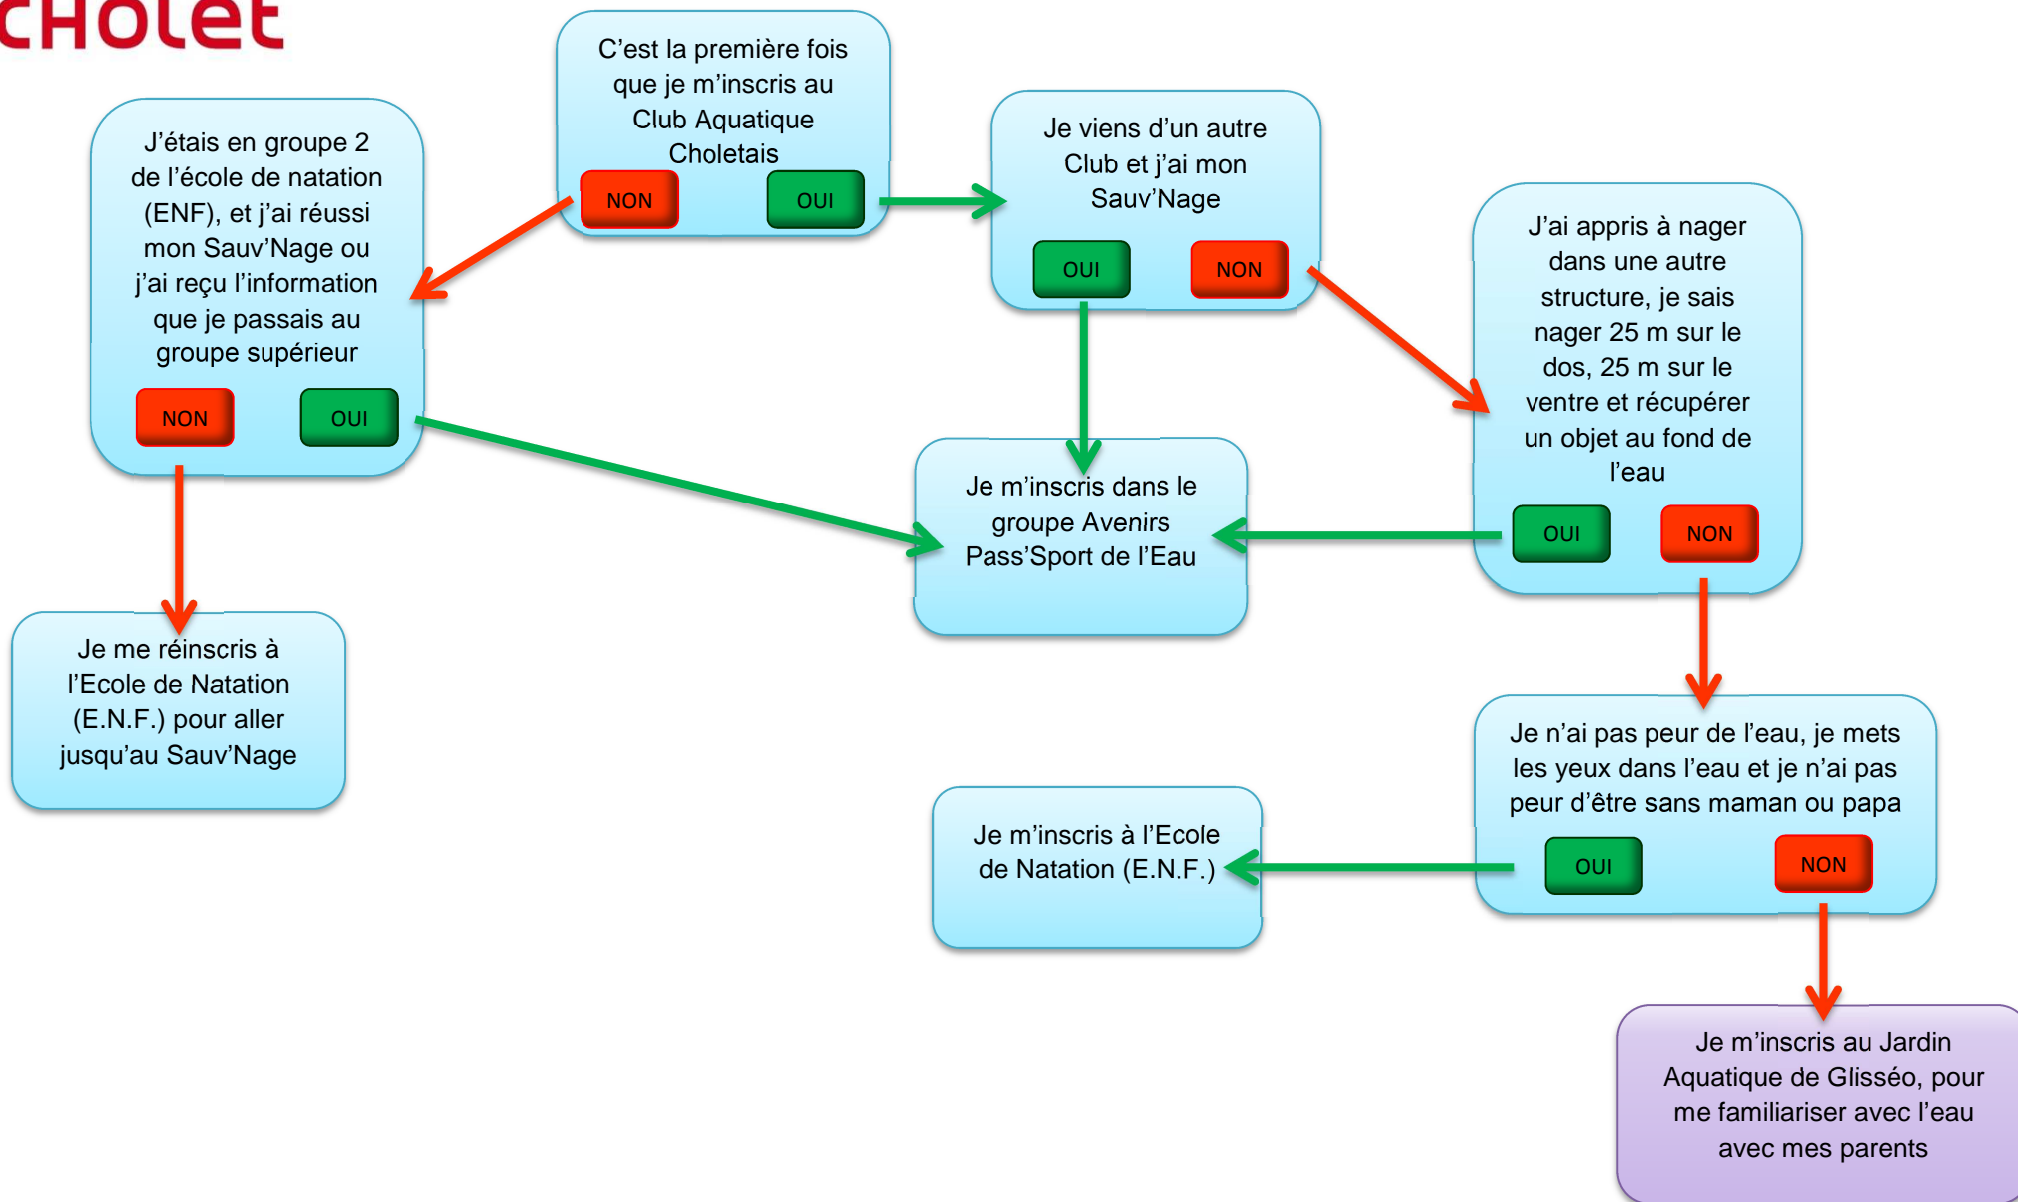 CHOLET
C'est la première fois
que je m'inscris au
Club Aquatique
Choletais
NON
OUI
Je viens d'un autre
Club et j'ai mon
Sauv'Nage
OUI
NON
J'étais en groupe 2
de l'école de natation
(ENF), et j'ai réussi
mon Sauv'Nage ou
j'ai reçu l'information
que je passais au
groupe supérieur
NON
OUI
J'ai appris à nager
dans une autre
structure, je sais
nager 25 m sur le
dos, 25 m sur le
ventre et récupérer
un objet au fond de
l'eau
OUI
NON
Je m'inscris dans le
groupe Avenirs
Pass'Sport de l'Eau
Je me réinscris à
l'Ecole de Natation
(E.N.F.) pour aller
jusqu'au Sauv'Nage
Je n'ai pas peur de l'eau, je mets
les yeux dans l'eau et je n'ai pas
peur d'être sans maman ou papa
OUI
NON
Je m'inscris à l'Ecole
de Natation (E.N.F.)
Je m'inscris au Jardin
Aquatique de Glisséo, pour
me familiariser avec l'eau
avec mes parents